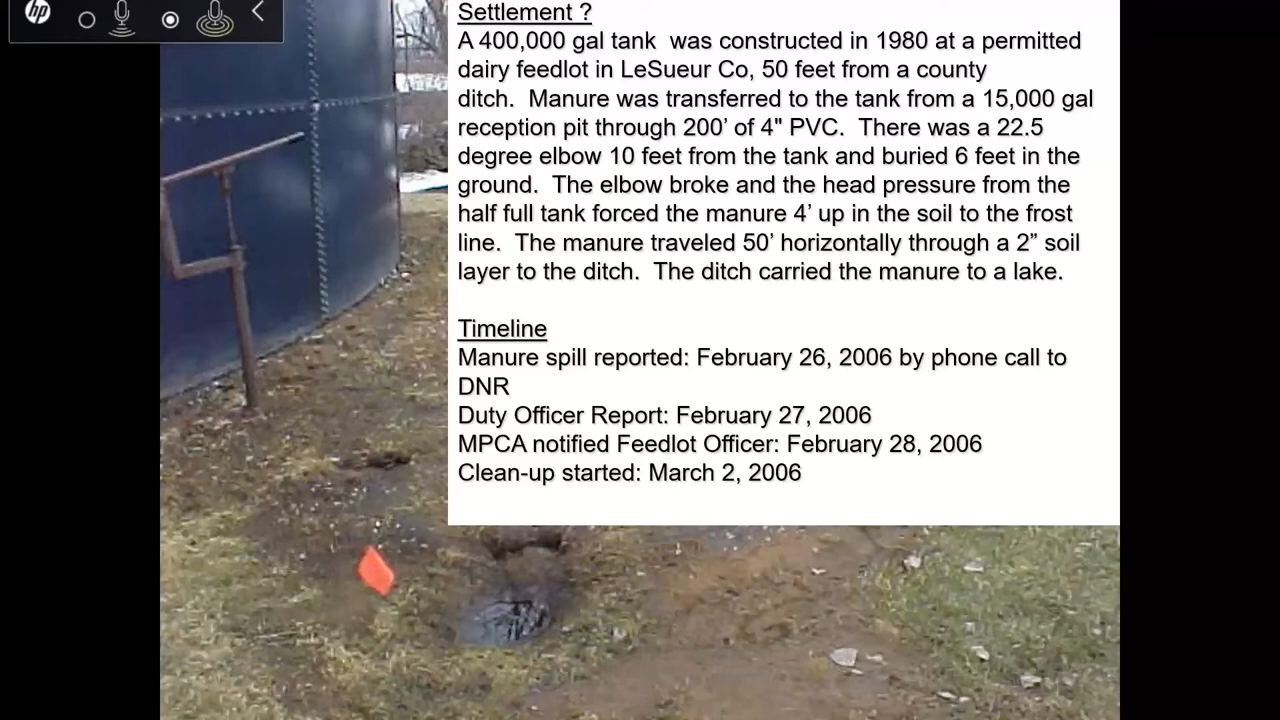 hp
Settlement ?
A 400,000 gal tank  was constructed in 1980 at a permitted
dairy feedlot in LeSueur Co, 50 feet from a county
ditch.  Manure was transferred to the tank from a 15,000 gal
reception pit through 200’ of 4" PVC.  There was a 22.5
degree elbow 10 feet from the tank and buried 6 feet in the
ground.  The elbow broke and the head pressure from the
half full tank forced the manure 4’ up in the soil to the frost
line.  The manure traveled 50’ horizontally through a 2” soil
layer to the ditch.  The ditch carried the manure to a lake.
Timeline
Manure spill reported: February 26, 2006 by phone call to
DNR
Duty Officer Report: February 27, 2006
MPCA notified Feedlot Officer: February 28, 2006
Clean-up started: March 2, 2006